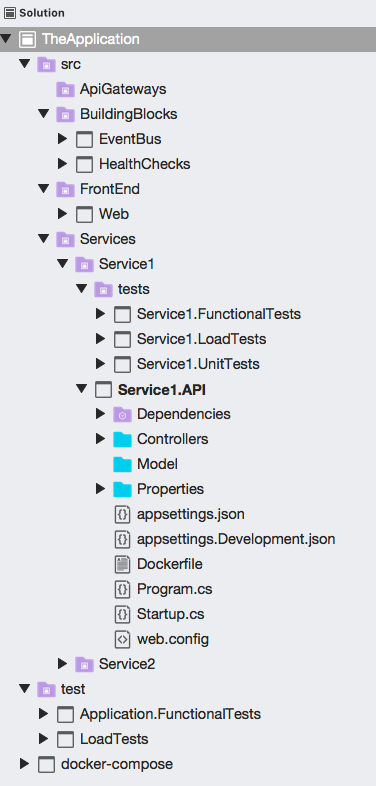 Solution
TheApplication
src
ApiGateways
BuildingBlocks
EventBus
HealthChecks
FrontEnd
Web
Services
Service1
tests
Service1.FunctionalTests
Service1.LoadTests
Service1.UnitTests
Service1.API
Dependencies
Controllers
Model
Properties
appsettings.json
appsettings.Development.json
Dockerfile
Program.cs
Startup.cs
web.config
Service2
test
Application.FunctionalTests
LoadTests
docker-compose